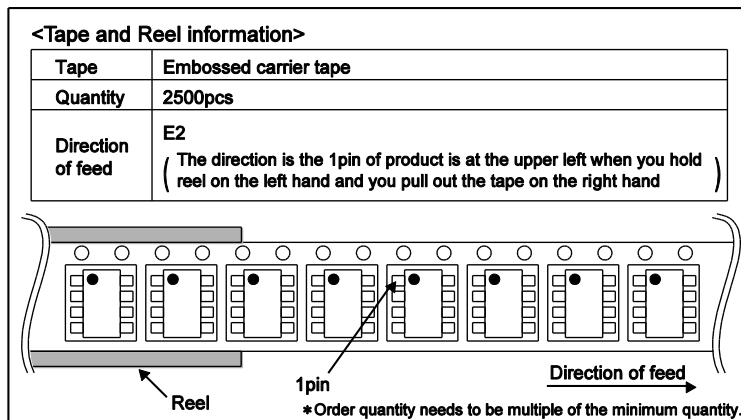 <Tape and Reel information>
Tape Embossed carrier tape
Quantity 2500pcs
Direction of feed E2
( The direction is the 1pin of product is at the upper left when you hold
reel on the left hand and you pull out the tape on the right hand )
Direction of feed
1pin
Reel
*Order quantity needs to be multiple of the minimum quantity.